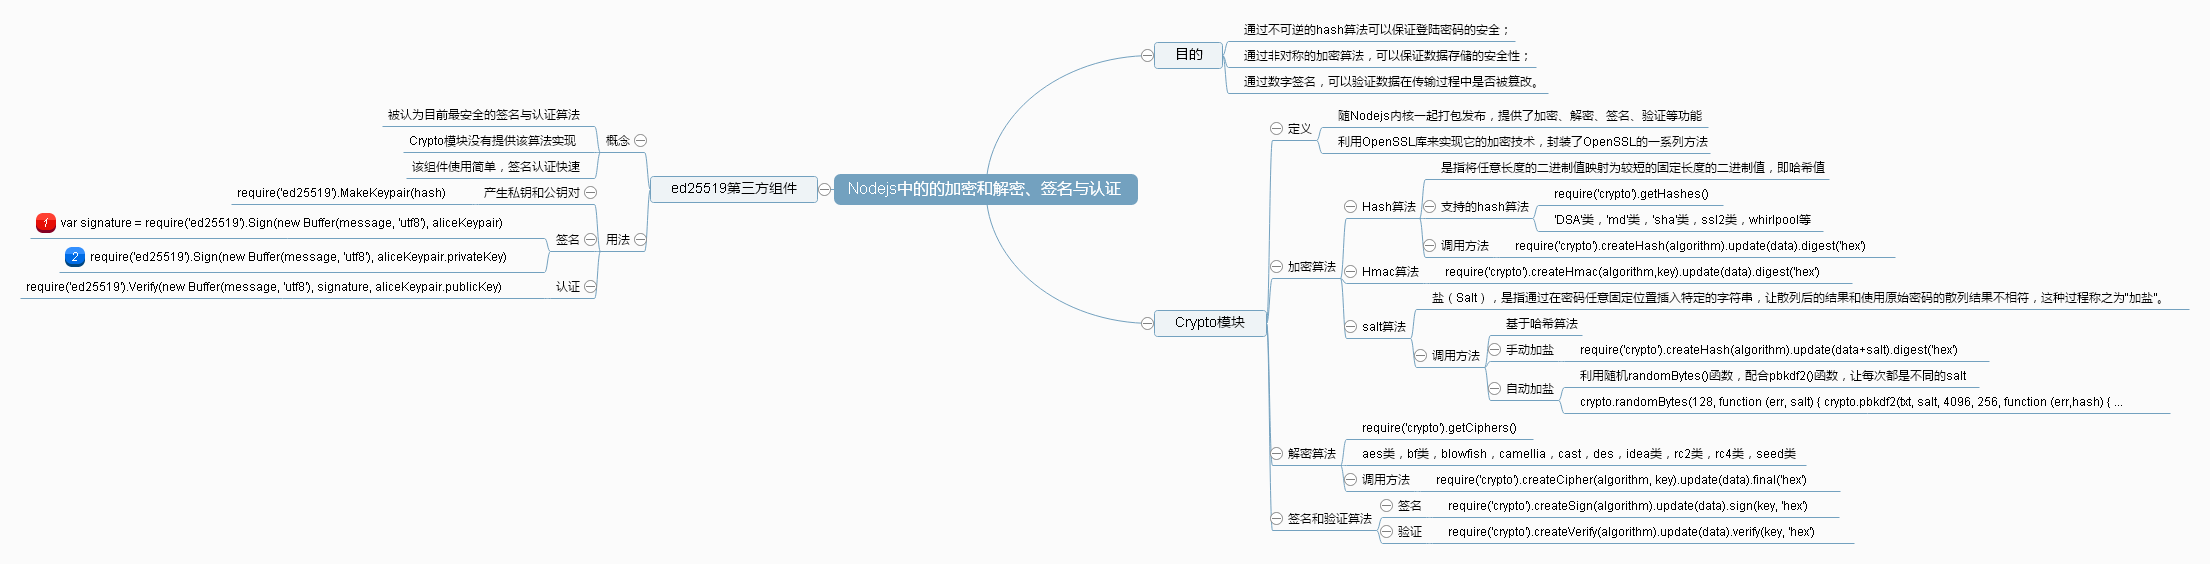 Nodejs中的的加密和解密、签名与认证
目的
通过不可逆的hash算法可以保证登陆密码的安全；
通过非对称的加密算法，可以保证数据存储的安全性；
通过数字签名，可以验证数据在传输过程中是否被篡改。
Crypto模块
定义
随Nodejs内核一起打包发布，提供了加密、解密、签名、验证等功能
利用OpenSSL库来实现它的加密技术，封装了OpenSSL的一系列方法
加密算法
Hash算法
是指将任意长度的二进制值映射为较短的固定长度的二进制值，即哈希值
支持的hash算法
require('crypto').getHashes()
'DSA'类，'md'类，'sha'类，ssl2类，whirlpool等
调用方法
require('crypto').createHash(algorithm).update(data).digest('hex')
Hmac算法
require('crypto').createHmac(algorithm,key).update(data).digest('hex')
salt算法
盐（Salt），是指通过在密码任意固定位置插入特定的字符串，让散列后的结果和使用原始密码的散列结果不相符，这种过程称之为"加盐"。
调用方法
基于哈希算法
手动加盐
require('crypto').createHash(algorithm).update(data+salt).digest('hex')
自动加盐
利用随机randomBytes()函数，配合pbkdf2()函数，让每次都是不同的salt
crypto.randomBytes(128, function (err, salt) { crypto.pbkdf2(txt, salt, 4096, 256, function (err,hash) { ...
解密算法
require('crypto').getCiphers()
aes类，bf类，blowfish，camellia，cast，des，idea类，rc2类，rc4类，seed类
调用方法
require('crypto').createCipher(algorithm, key).update(data).final('hex')
签名和验证算法
签名
require('crypto').createSign(algorithm).update(data).sign(key, 'hex')
验证
require('crypto').createVerify(algorithm).update(data).verify(key, 'hex')
ed25519第三方组件
概念
被认为目前最安全的签名与认证算法
Crypto模块没有提供该算法实现
该组件使用简单，签名认证快速
用法
产生私钥和公钥对
require('ed25519').MakeKeypair(hash)
签名
1 var signature = require('ed25519').Sign(new Buffer(message, 'utf8'), aliceKeypair)
2 require('ed25519').Sign(new Buffer(message, 'utf8'), aliceKeypair.privateKey)
认证
require('ed25519').Verify(new Buffer(message, 'utf8'), signature, aliceKeypair.publicKey)